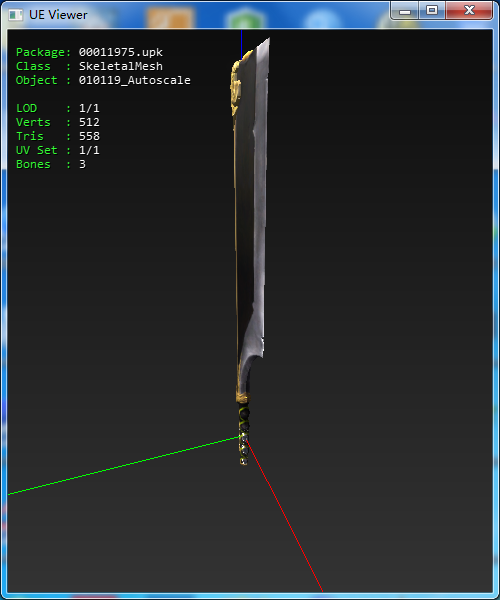 UE Viewer
Package: 00011975.upk
Class  : SkeletalMesh
Object : 010119_Autoscale
LOD    : 1/1
Verts  : 512
Tris   : 558
UV Set : 1/1
Bones  : 3